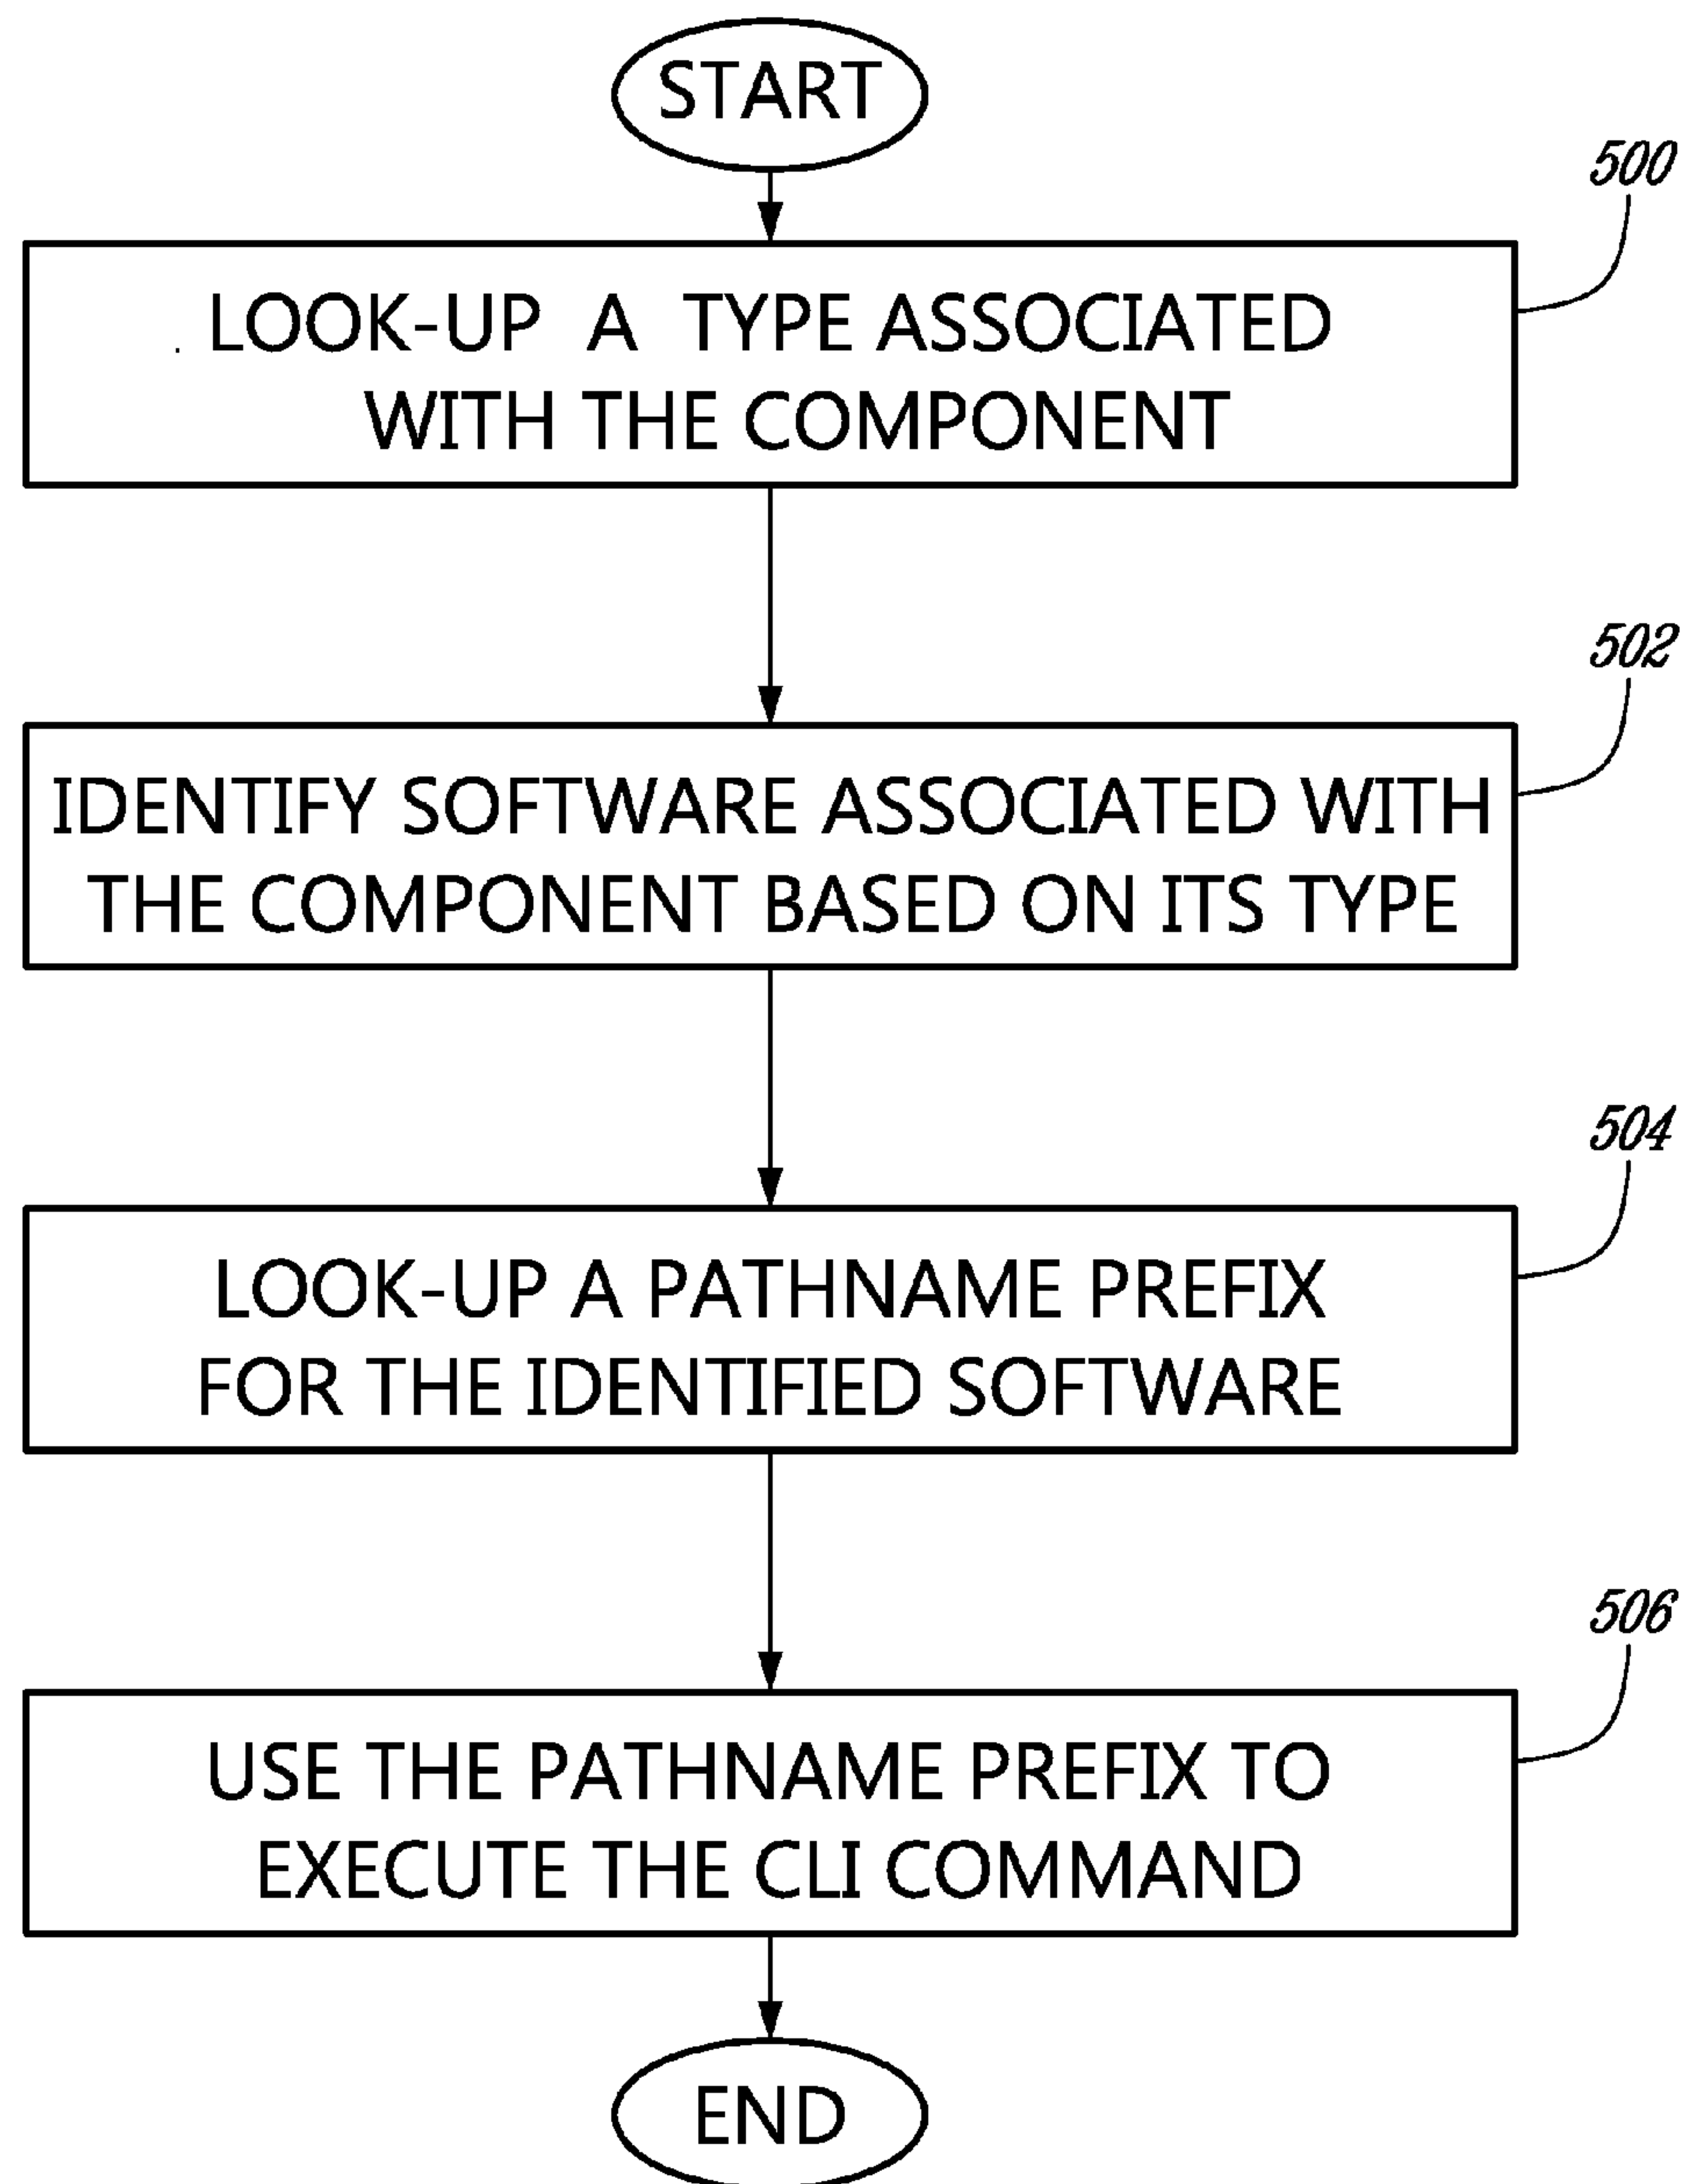 START
500
LOOK-UP A TYPE ASSOCIATED
WITH THE COMPONENT
502
IDENTIFY SOFTWARE ASSOCIATED WITH
THE COMPONENT BASED ON ITS TYPE
504
LOOK-UP A PATHNAME PREFIX
FOR THE IDENTIFIED SOFTWARE
506
USE THE PATHNAME PREFIX TO
EXECUTE THE CLI COMMAND
END